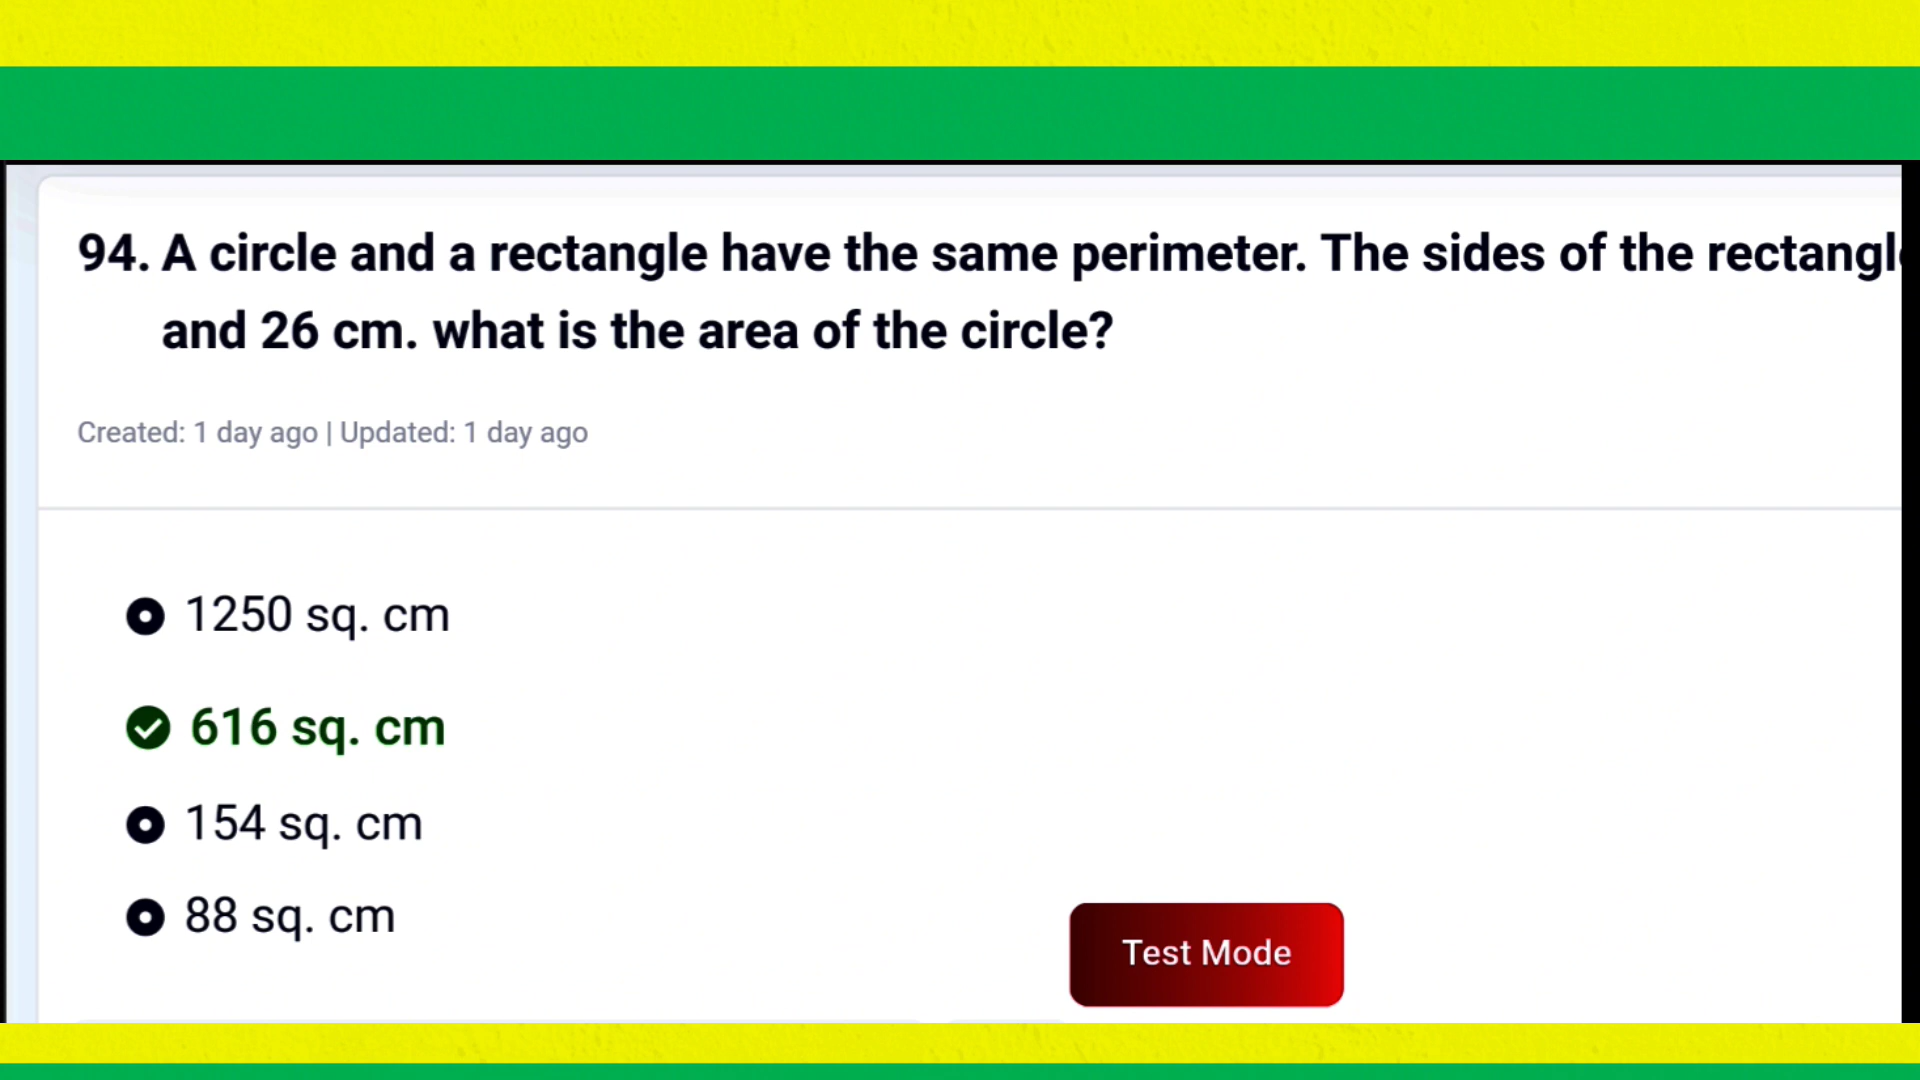 94. A circle and a rectangle have the same perimeter. The sides of the
and 26 cm. what is the area of the circle?
Created: 1 day ago | Updated: 1 day ago
1250 sq. cm
616 sq. cm
154 sq. cm
88 sq. cm
Test Mode